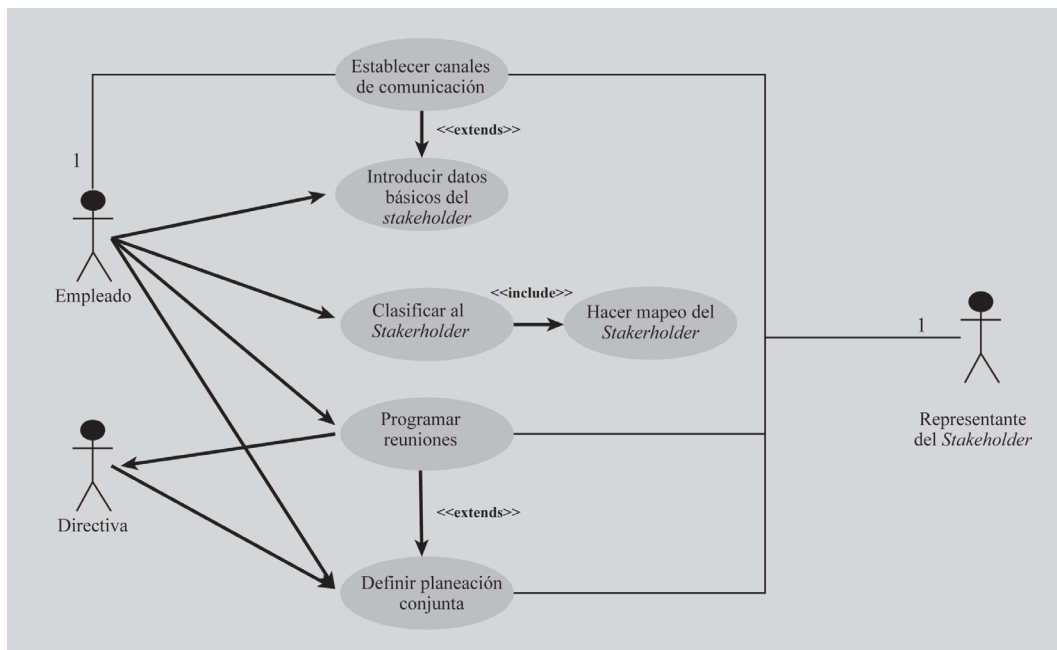 Establecer canales
de comunicación
<<extends>>
1
Introducir datos
básicos del
stakeholder
Empleado
<<include>>
Clasificar al
Stakerholder
Hacer mapeo del
Stakerholder
1
Programar
reuniones
Representante
del Stakeholder
Directiva
<<extends>>
Definir planeación
conjunta